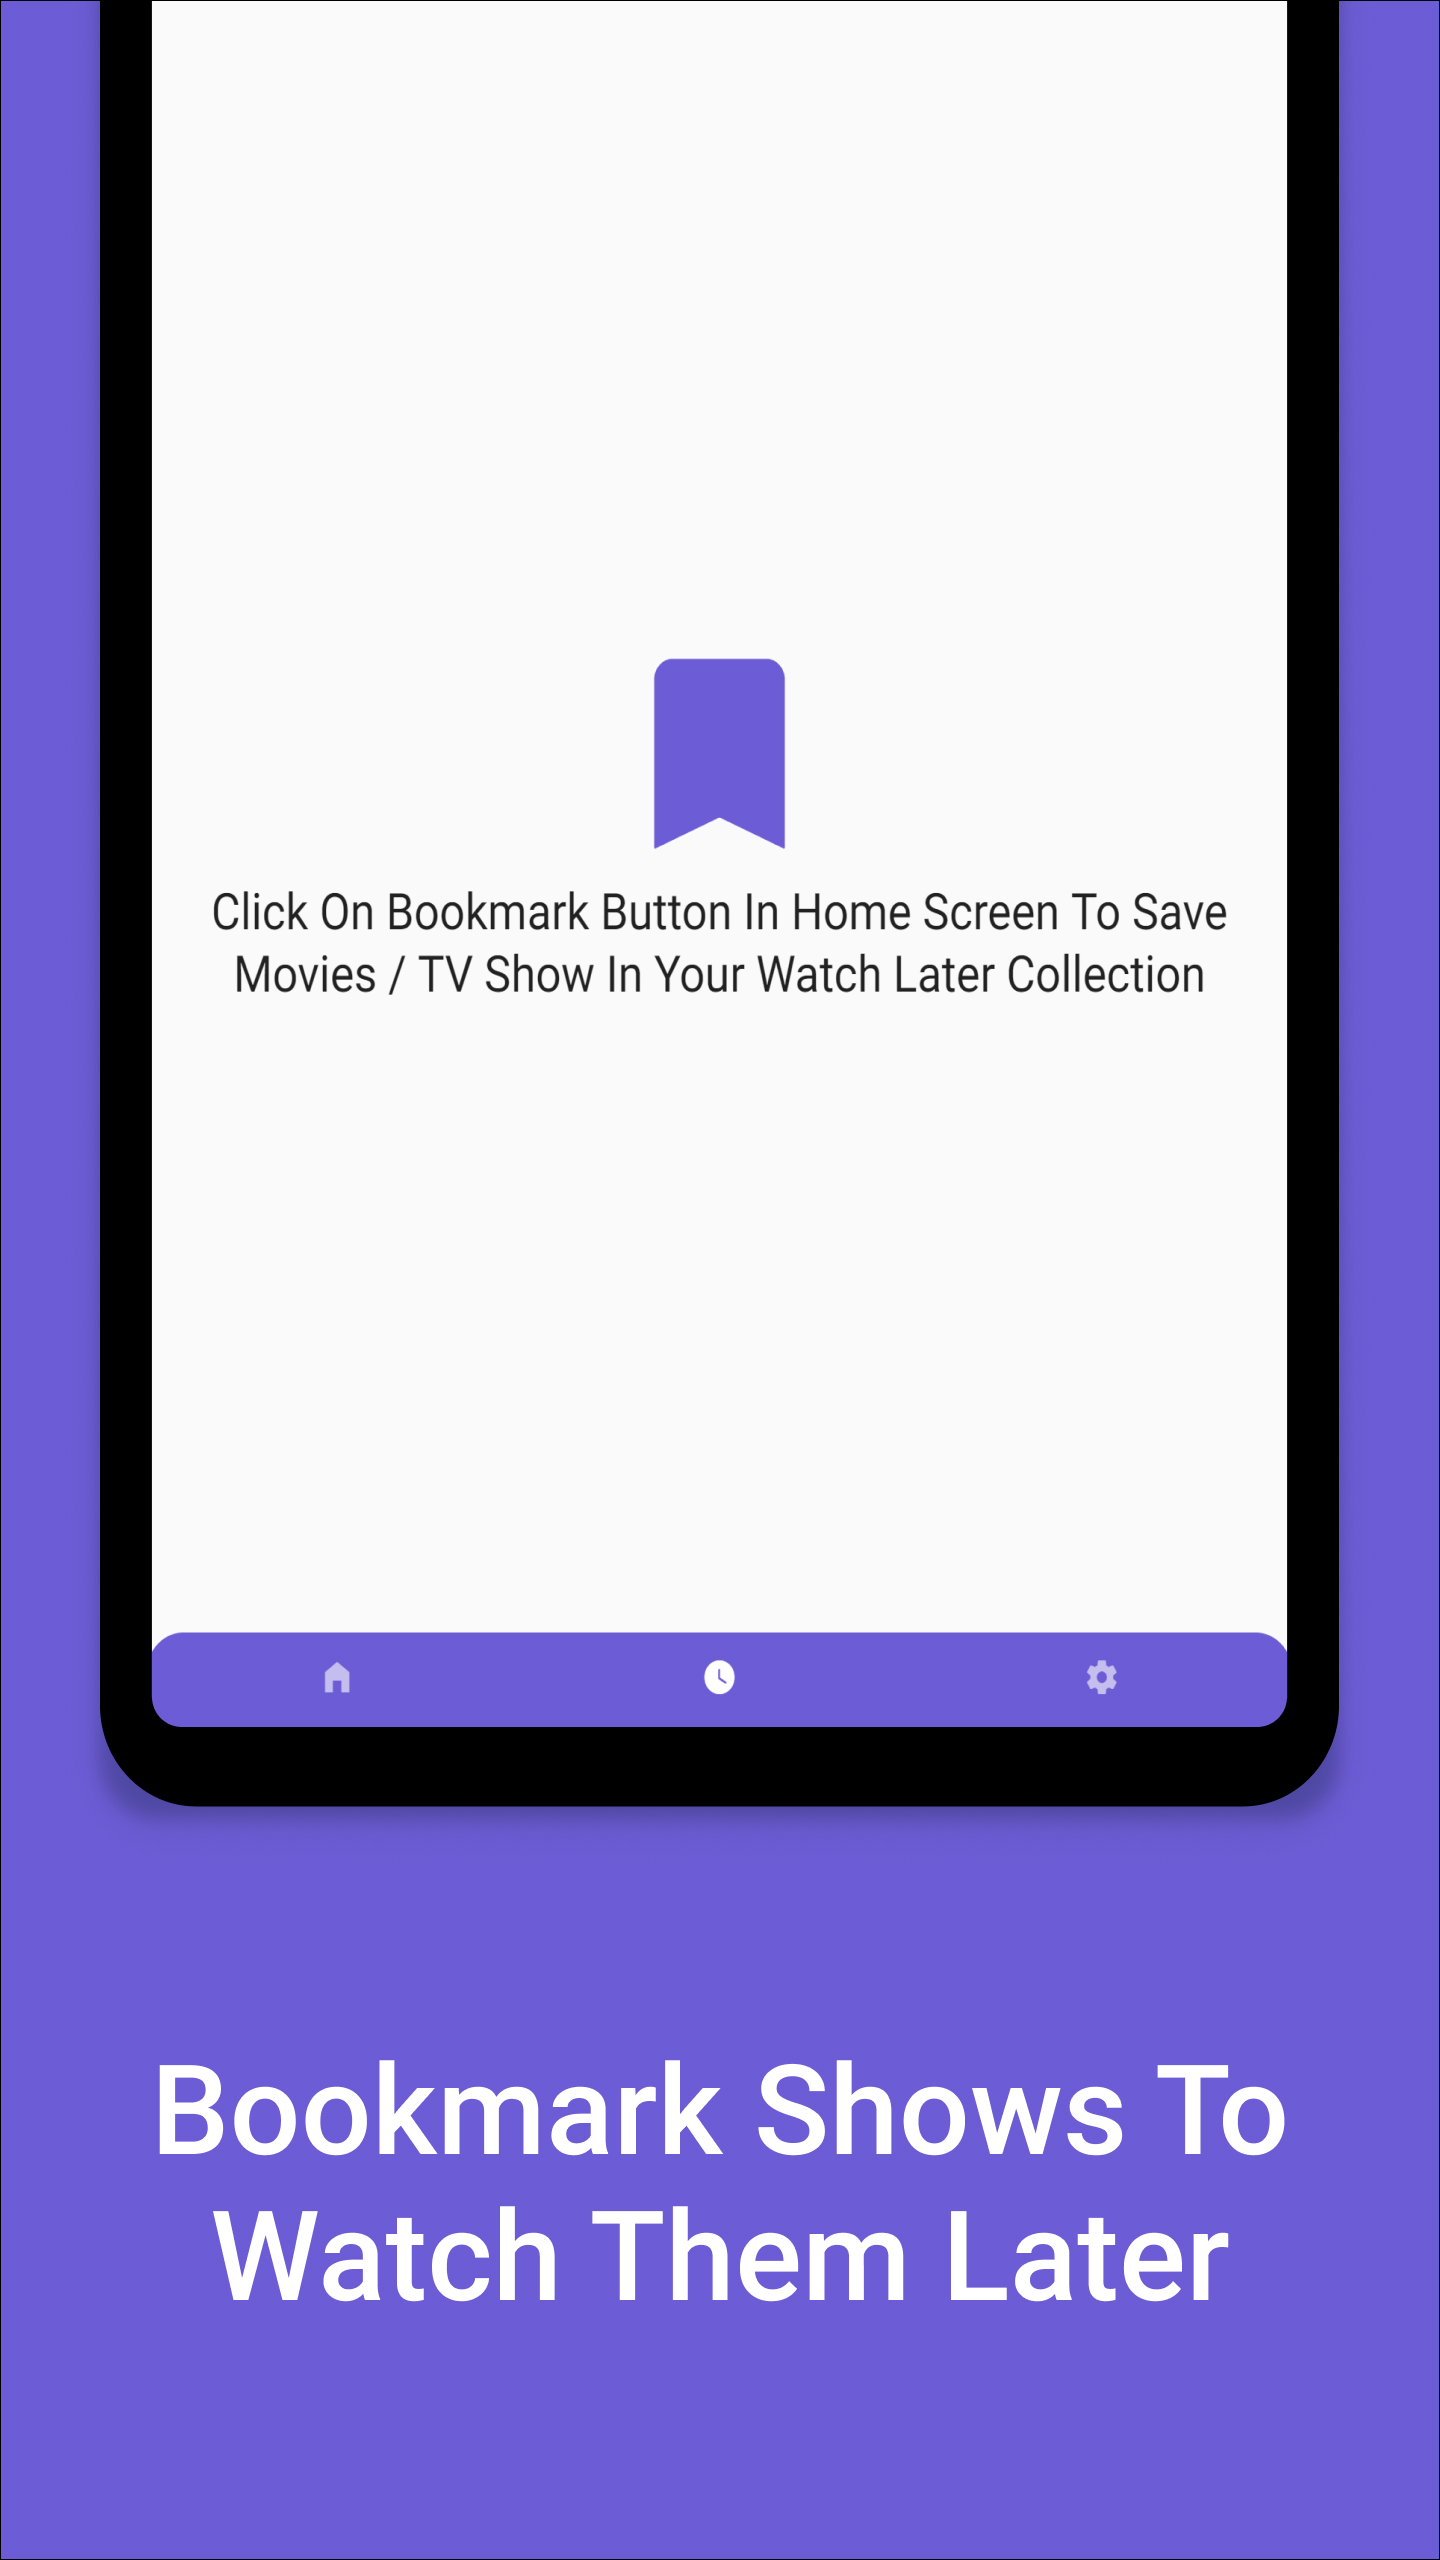 Click On Bookmark Button In Home Screen To Save
Movies / TV Show In Your Watch Later Collection
Bookmark Shows To
Watch Them Later